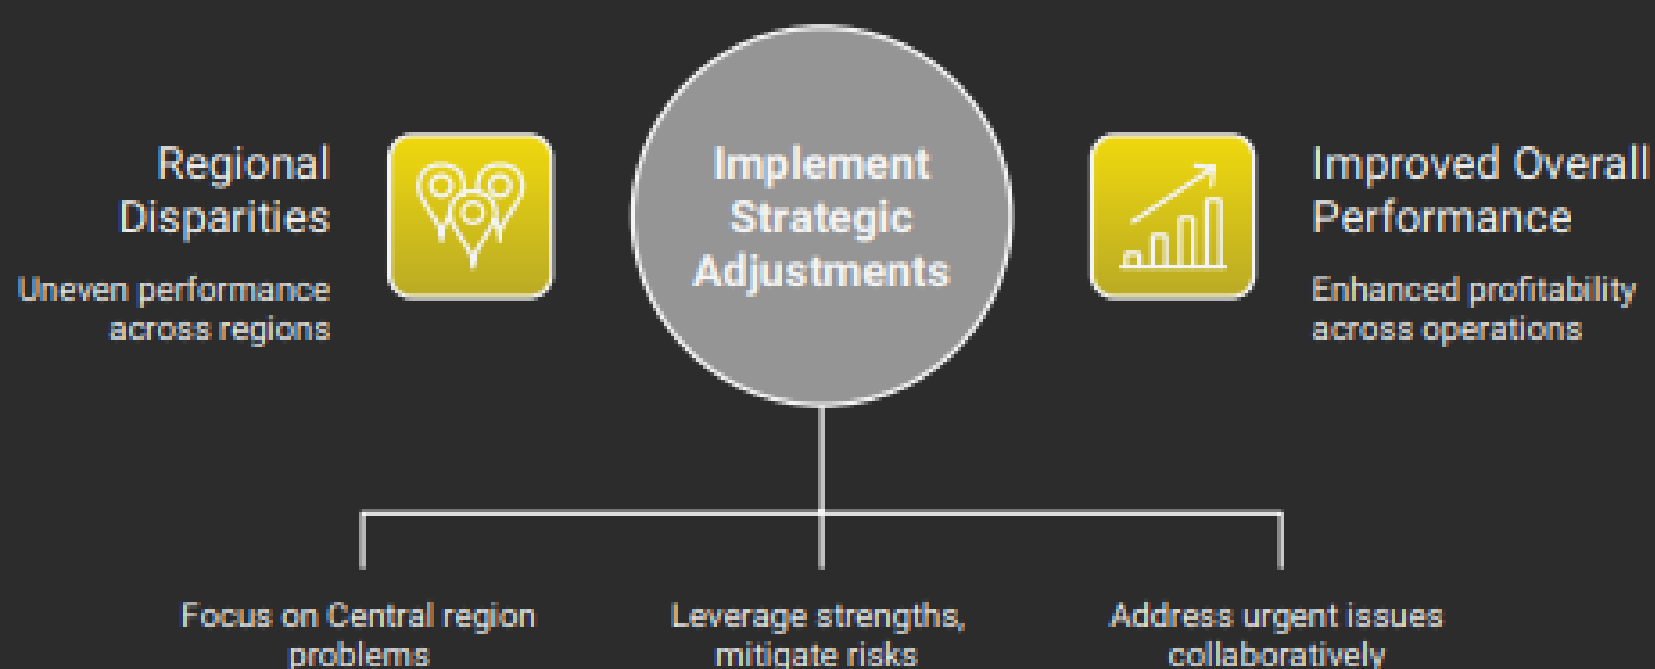 Regional
Disparities
Uneven performance
across regions
Implement
Strategic
Adjustments
Improved Overall
Performance
Enhanced profitability
across operations
Focus on Central region
problems
Leverage strengths,
mitigate risks
Address urgent issues
collaboratively